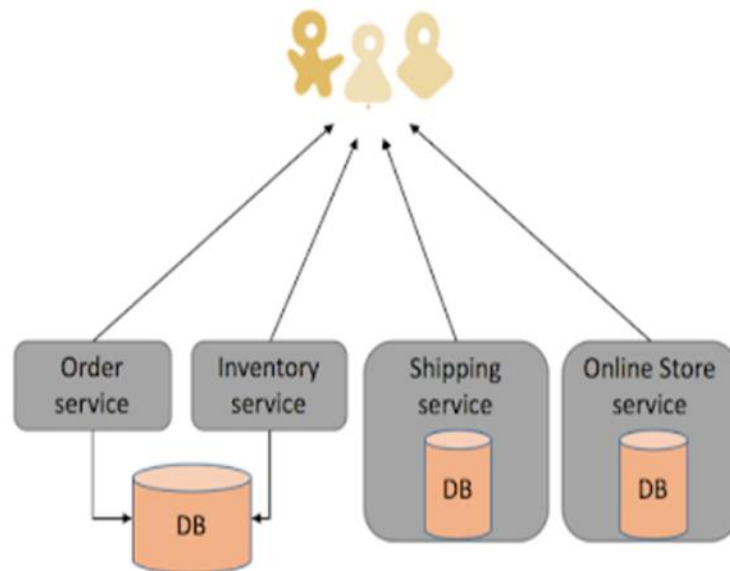 Order
service
Inventory
service
Shipping
service
Online Store
service
DB
DB
DB